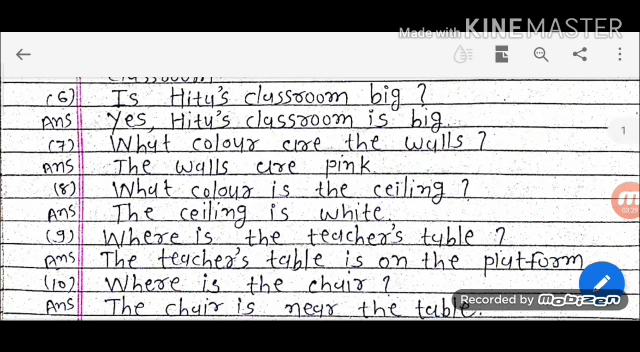 Made with KINEMASTER
classroom
(6) Is Hitu's classroom big ?
Ans Yes, Hitu's classroom is big
(7) What colour are the walls ?
Ans The walls are pink
(8) What colour is the ceiling ?
Ans The ceiling is white.
(9) Where is the teacher's table ?
Ans The teacher's table is on the platform
(10) Where is the chair ?
Ans The chair is near the table.
1
03:29
Recorded by Mobizen